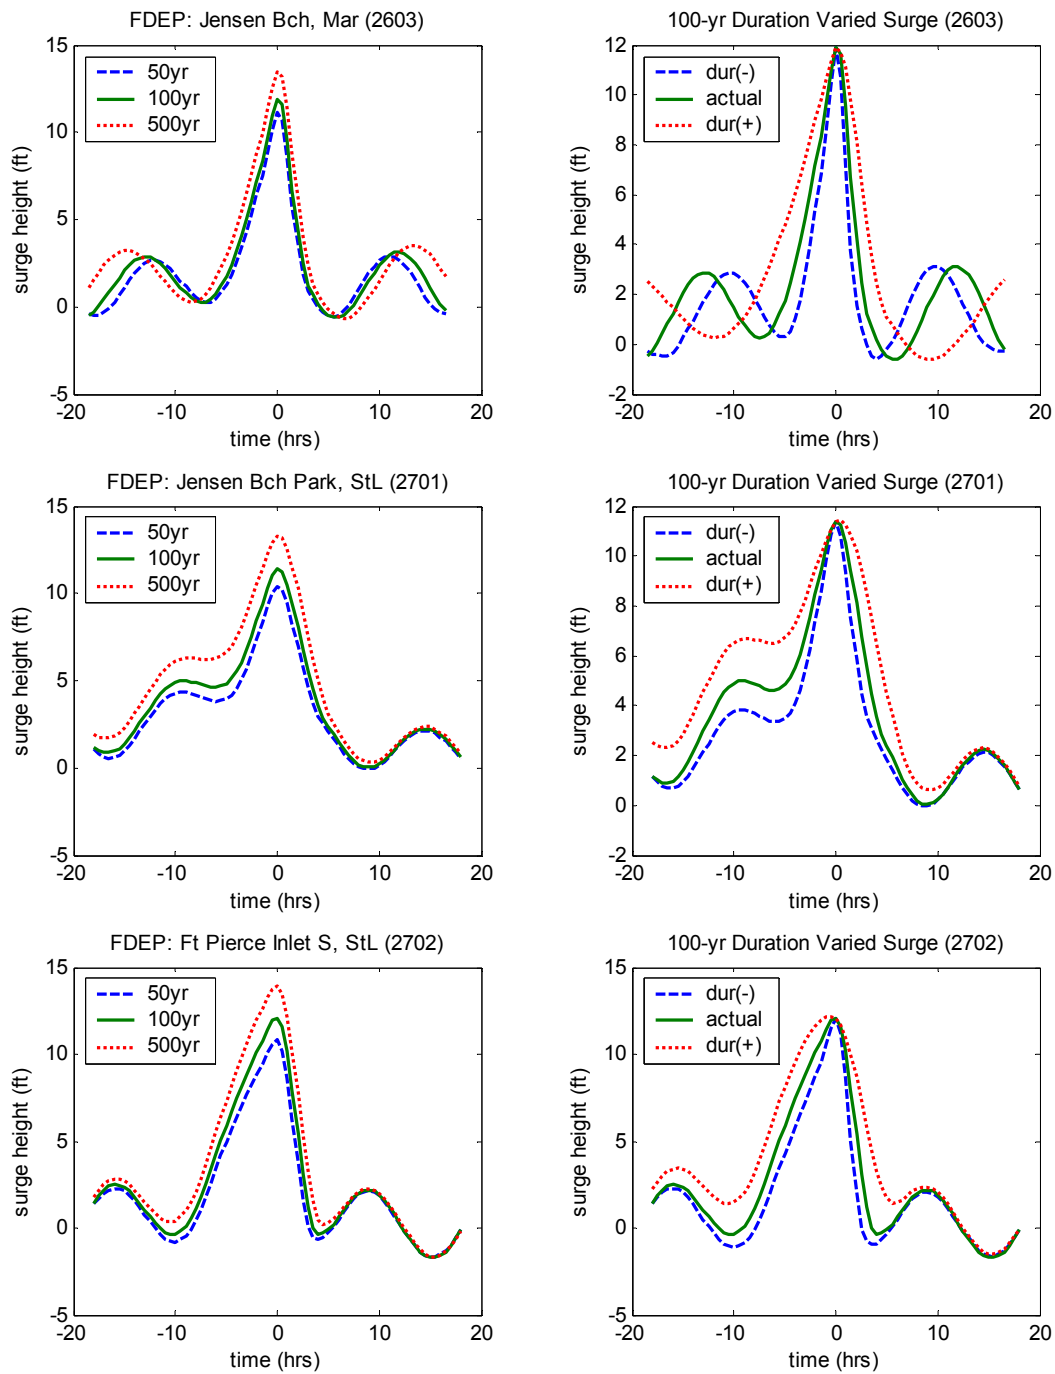 FDEP: Jensen Bch, Mar (2603)
15
10
5
0
-5
-20
-10
0
10
20
surge height (ft)
time (hrs)
50yr
100yr
500yr
100-yr Duration Varied Surge (2603)
12
10
8
6
4
2
0
-2
-20
-10
0
10
20
surge height (ft)
time (hrs)
dur(-)
actual
dur(+)
FDEP: Jensen Bch Park, StL (2701)
15
10
5
0
-5
-20
-10
0
10
20
surge height (ft)
time (hrs)
50yr
100yr
500yr
100-yr Duration Varied Surge (2701)
12
10
8
6
4
2
0
-2
-20
-10
0
10
20
surge height (ft)
time (hrs)
dur(-)
actual
dur(+)
FDEP: Ft Pierce Inlet S, StL (2702)
15
10
5
0
-5
-20
-10
0
10
20
surge height (ft)
time (hrs)
50yr
100yr
500yr
100-yr Duration Varied Surge (2702)
15
10
5
0
-5
-20
-10
0
10
20
surge height (ft)
time (hrs)
dur(-)
actual
dur(+)